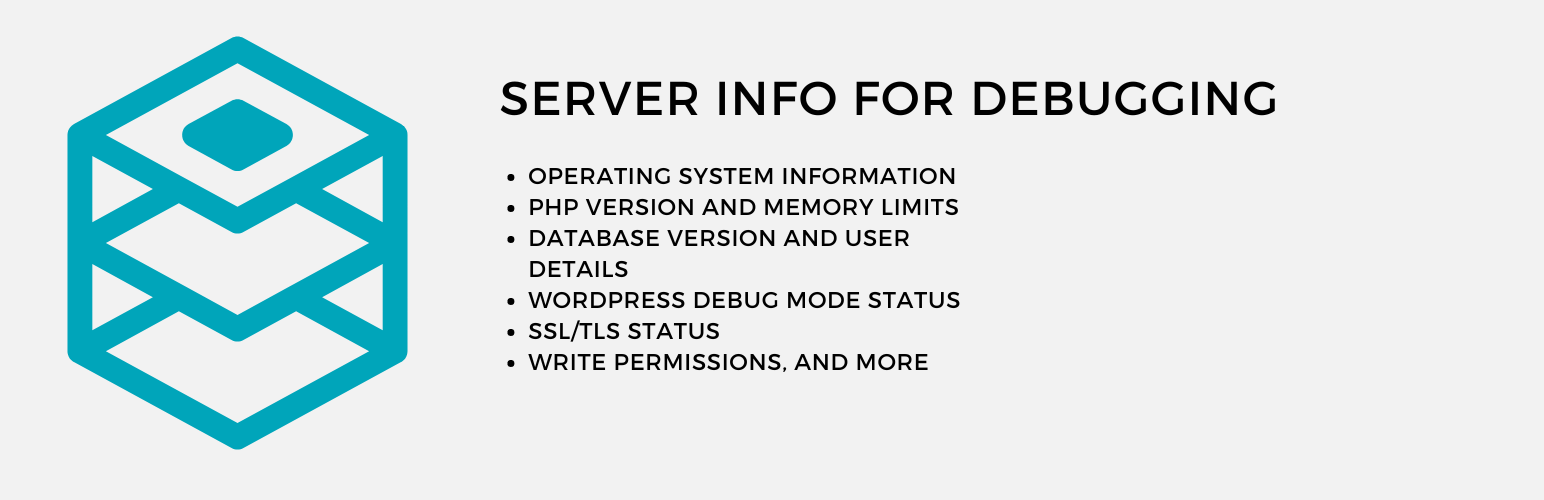 SERVER INFO FOR DEBUGGING
• OPERATING SYSTEM INFORMATION
• PHP VERSION AND MEMORY LIMITS
• DATABASE VERSION AND USER
DETAILS
• WORDPRESS DEBUG MODE STATUS
• SSL/TLS STATUS
• WRITE PERMISSIONS, AND MORE